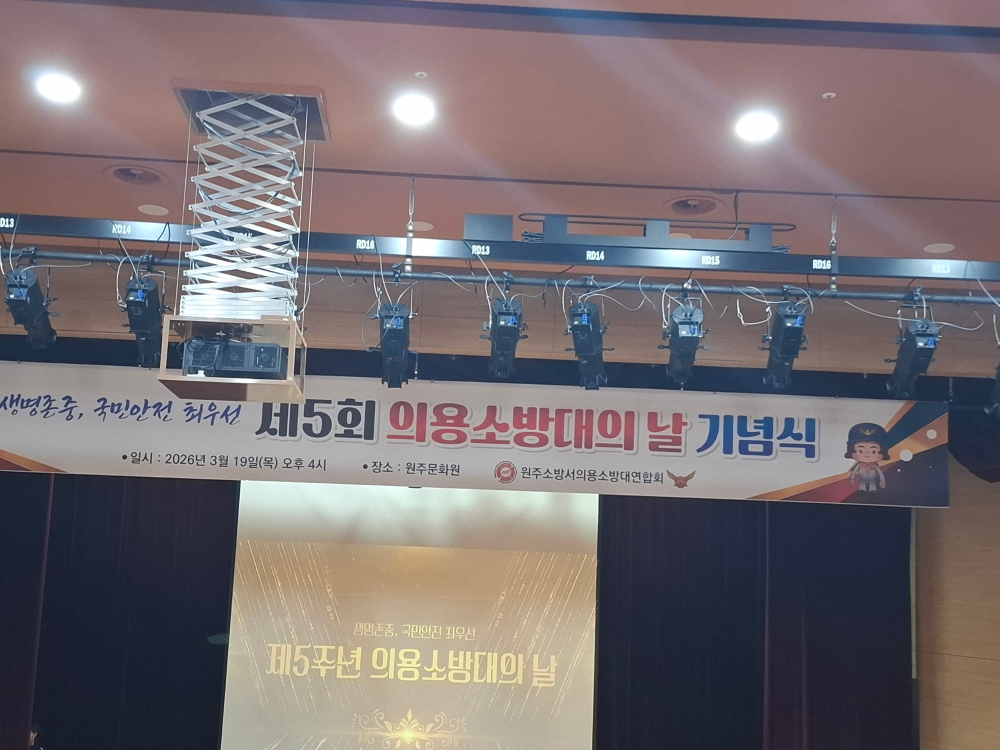 RD13 RD14 RD16 RD13 RD14 RD15 RD16 RD13
생명존중, 국민안전 최우선 제5회 의용소방대의 날 기념식
•일시 : 2026년 3월 19일(목) 오후 4시 •장소 : 원주문화원 원주소방서의용소방대연합회
생명존중, 국민안전 최우선
제5주년 의용소방대의 날